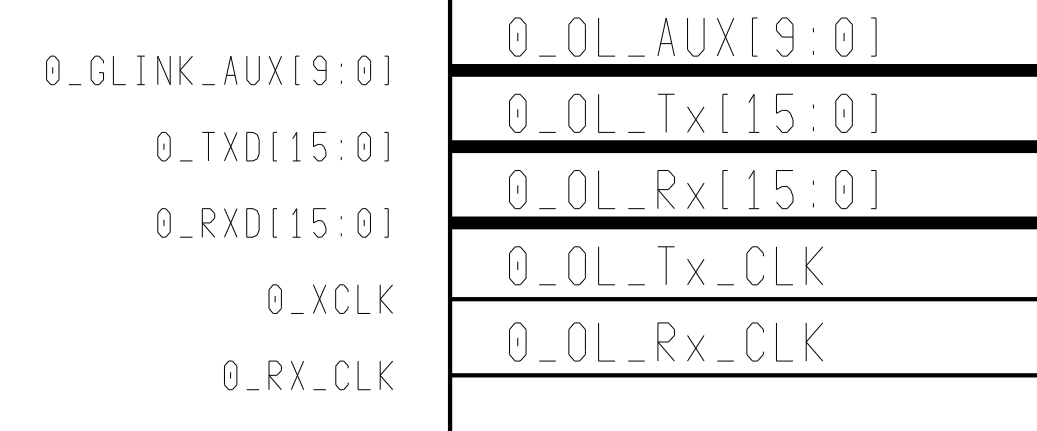 0_OL_AUX[9:0]
0_GLINK_AUX[9:0]
0_OL_Tx[15:0]
0_TXD[15:0]
0_OL_Rx[15:0]
0_RXD[15:0]
0_OL_Tx_CLK
0_XCLK
0_OL_Rx_CLK
0_RX_CLK